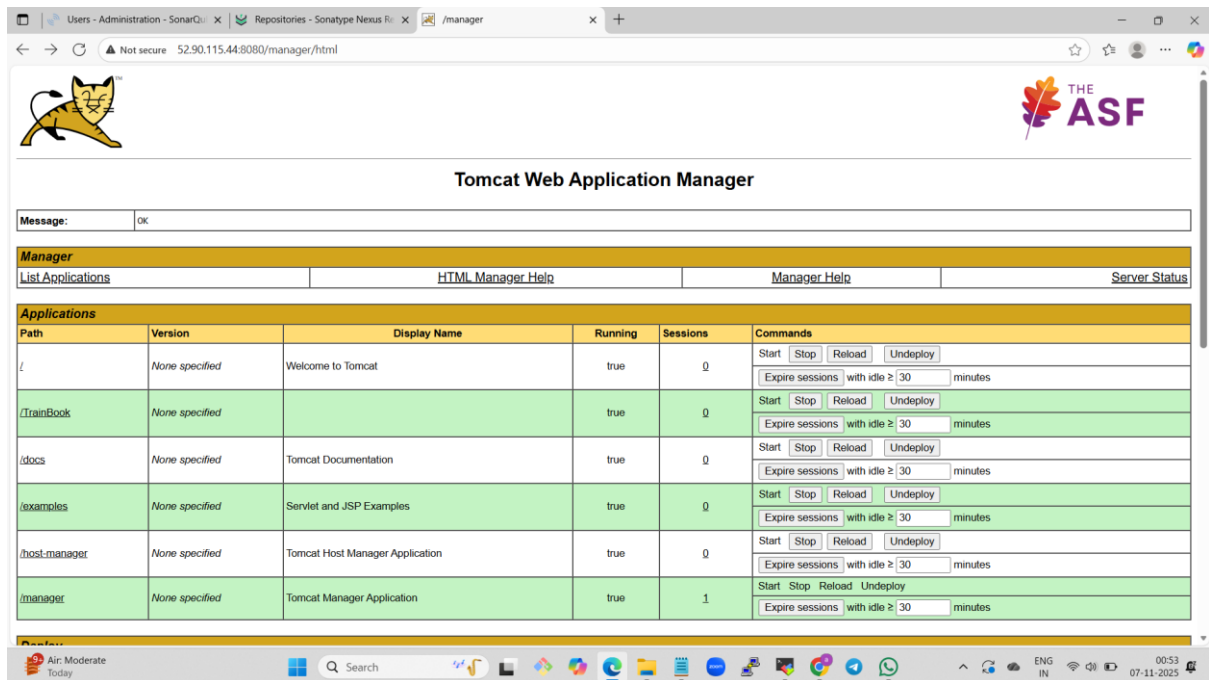 Users - Administration - SonarQu
Repositories - Sonatype Nexus Re
/manager
Not secure 52.90.115.44:8080/manager/html
TM
THE
ASF
Tomcat Web Application Manager
Message: OK
Manager
List Applications HTML Manager Help Manager Help Server Status
Applications
Path Version Display Name Running Sessions Commands
/ None specified Welcome to Tomcat true 0 Start Stop Reload Undeploy
Expire sessions with idle ≥ 30 minutes
/TrainBook None specified true 0 Start Stop Reload Undeploy
Expire sessions with idle ≥ 30 minutes
/docs None specified Tomcat Documentation true 0 Start Stop Reload Undeploy
Expire sessions with idle ≥ 30 minutes
/examples None specified Servlet and JSP Examples true 0 Start Stop Reload Undeploy
Expire sessions with idle ≥ 30 minutes
/host-manager None specified Tomcat Host Manager Application true 0 Start Stop Reload Undeploy
Expire sessions with idle ≥ 30 minutes
/manager None specified Tomcat Manager Application true 1 Start Stop Reload Undeploy
Expire sessions with idle ≥ 30 minutes
Deploy
9+ Air: Moderate
Today
Search
zoom
ENG
IN
00:53
07-11-2025